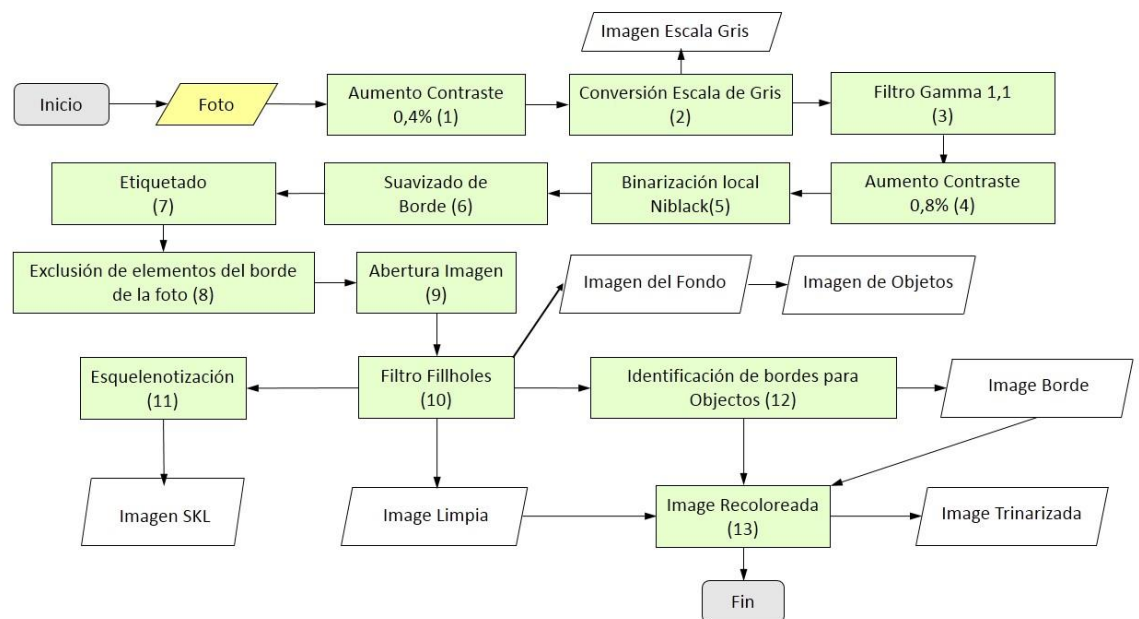 Imagen Escala Gris
Inicio
Foto
Aumento Contraste
0,4% (1)
Conversión Escala de Gris
(2)
Filtro Gamma 1,1
(3)
Etiquetado
(7)
Suavizado de
Borde (6)
Binarización local
Niblack(5)
Aumento Contraste
0,8% (4)
Exclusión de elementos del borde
de la foto (8)
Abertura Imagen
(9)
Imagen del Fondo
Imagen de Objetos
Esquelenotización
(11)
Filtro Fillholes
(10)
Identificación de bordes para
Objectos (12)
Image Borde
Imagen SKL
Image Limpia
Image Recoloreada
(13)
Image Trinarizada
Fin